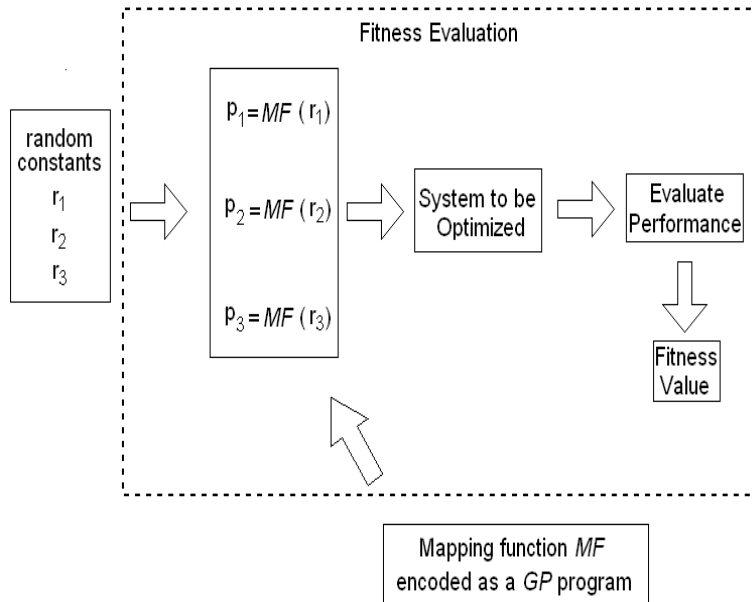 Fitness Evaluation
random
constants
r1
r2
r3
p1=MF (r1)
p2=MF (r2)
p3=MF (r3)
System to be
Optimized
Evaluate
Performance
Fitness
Value
Mapping function MF
encoded as a GP program